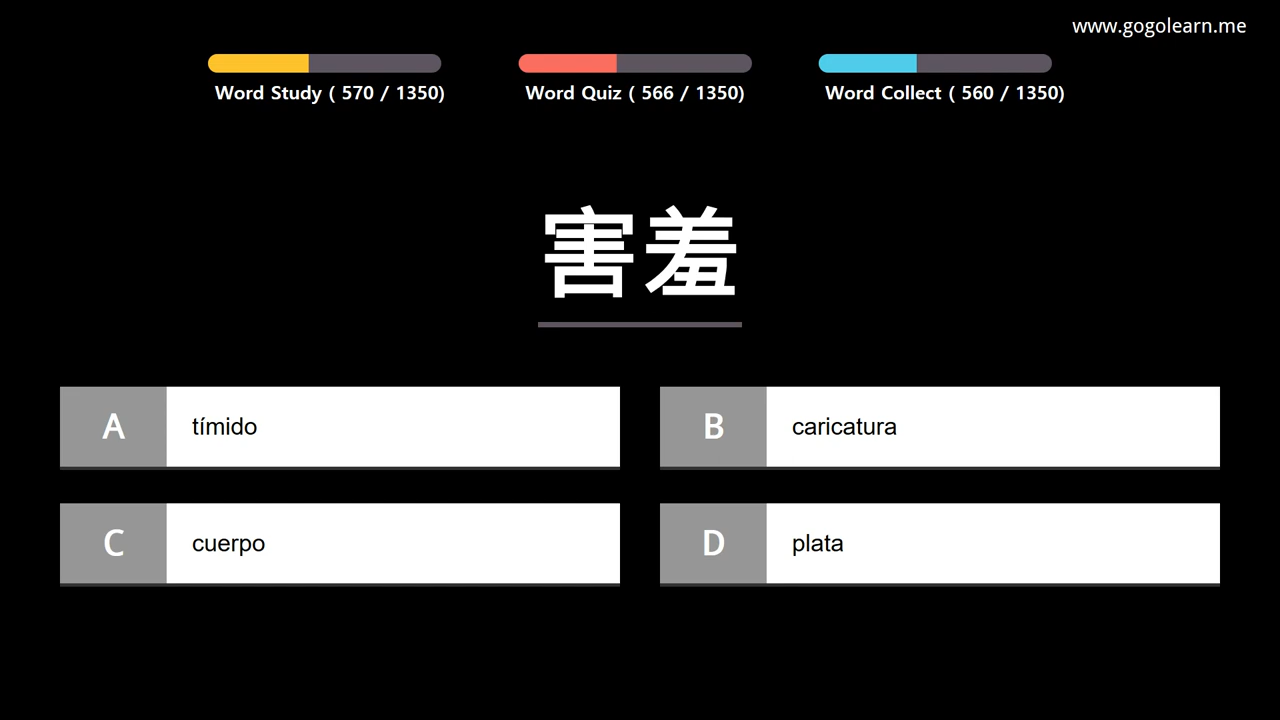 www.gogolearn.me
Word Study ( 570 / 1350)
Word Quiz ( 566 / 1350)
Word Collect ( 560 / 1350)
害羞
A tímido
B caricatura
C cuerpo
D plata